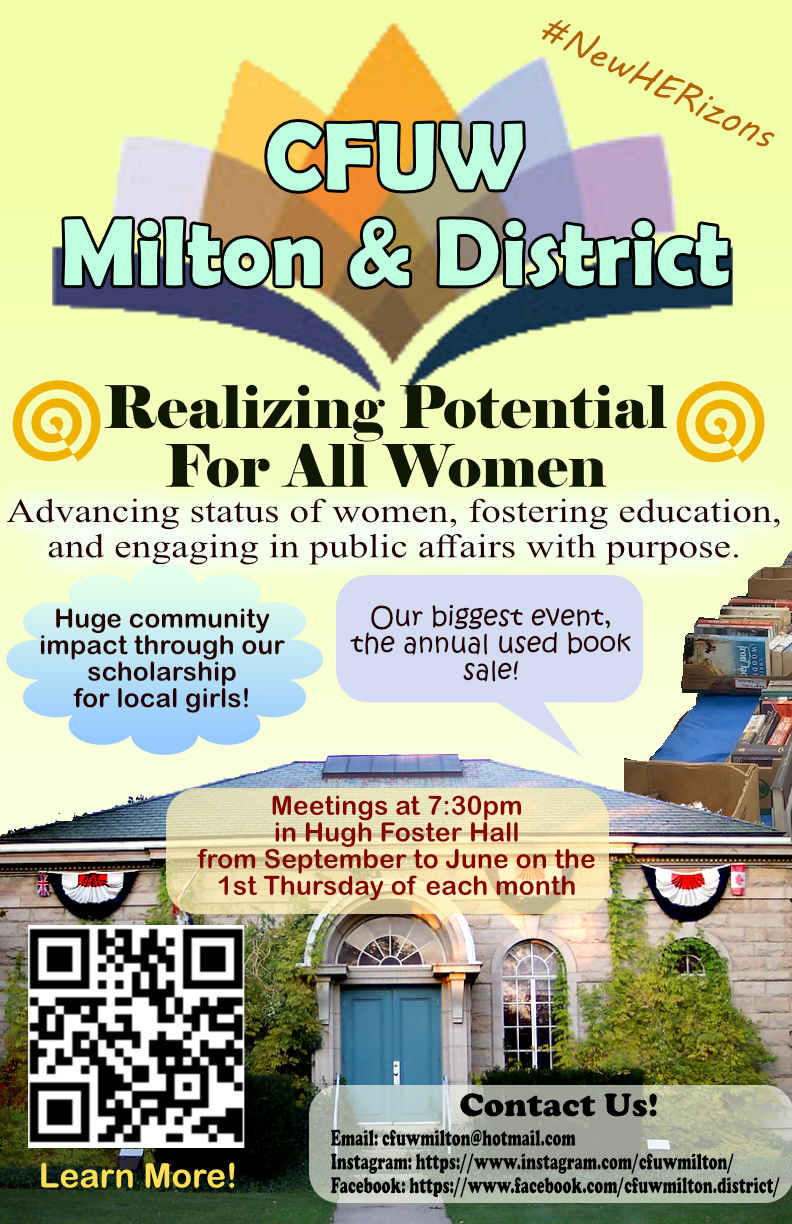 #NewHERizons
CFUW
Milton & District
Realizing Potential
For All Women
Advancing status of women, fostering education,
and engaging in public affairs with purpose.
Huge community
impact through our
scholarship
for local girls!
Our biggest event,
the annual used book
sale!
Meetings at 7:30pm
in Hugh Foster Hall
from September to June on the
1st Thursday of each month
Learn More!
Contact Us!
Email: cfuwmilton@hotmail.com
Instagram: https://www.instagram.com/cfuwmilton/
Facebook: https://www.facebook.com/cfuwmilton.district/